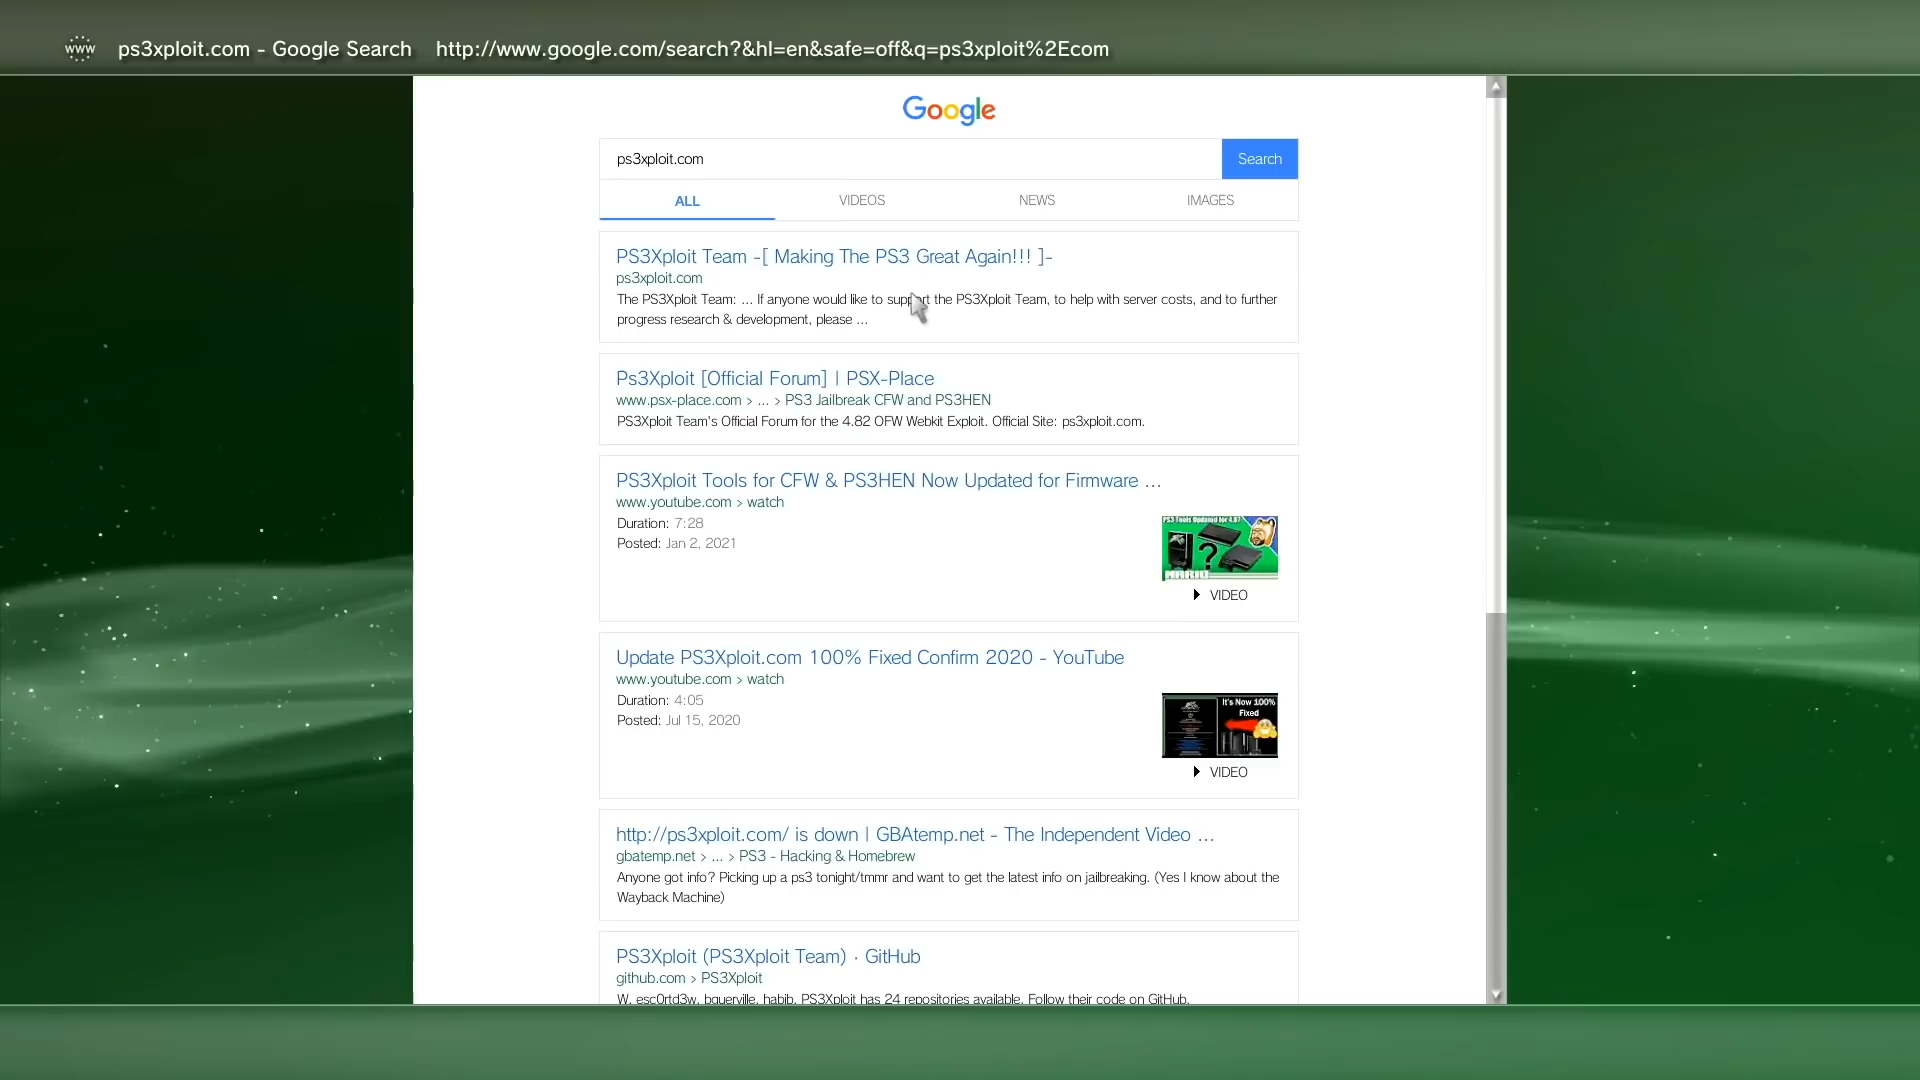 www ps3xploit.com - Google Search http://www.google.com/search?&hl=en&safe=off&q=ps3xploit%2Ecom
Google
ps3xploit.com Search
ALL VIDEOS NEWS IMAGES
PS3Xploit Team -[ Making The PS3 Great Again!!! ]-
ps3xploit.com
The PS3Xploit Team: ... If anyone would like to support the PS3Xploit Team, to help with server costs, and to further
progress research & development, please ...
Ps3Xploit [Official Forum] | PSX-Place
www.psx-place.com › ... › PS3 Jailbreak CFW and PS3HEN
PS3Xploit Team's Official Forum for the 4.82 OFW Webkit Exploit. Official Site: ps3xploit.com.
PS3Xploit Tools for CFW & PS3HEN Now Updated for Firmware ...
www.youtube.com › watch
Duration: 7:28
Posted: Jan 2, 2021
PS3 Tools Updated for 4.87
?
VIDEO
Update PS3Xploit.com 100% Fixed Confirm 2020 - YouTube
www.youtube.com › watch
Duration: 4:05
Posted: Jul 15, 2020
It's Now 100%
Fixed
VIDEO
http://ps3xploit.com/ is down | GBAtemp.net - The Independent Video ...
gbatemp.net › ... › PS3 - Hacking & Homebrew
Anyone got info? Picking up a ps3 tonight/tmmr and want to get the latest info on jailbreaking. (Yes I know about the
Wayback Machine)
PS3Xploit (PS3Xploit Team) · GitHub
github.com › PS3Xploit
W. esc0rtd3w, bguerville, habib. PS3Xploit has 24 repositories available. Follow their code on GitHub.